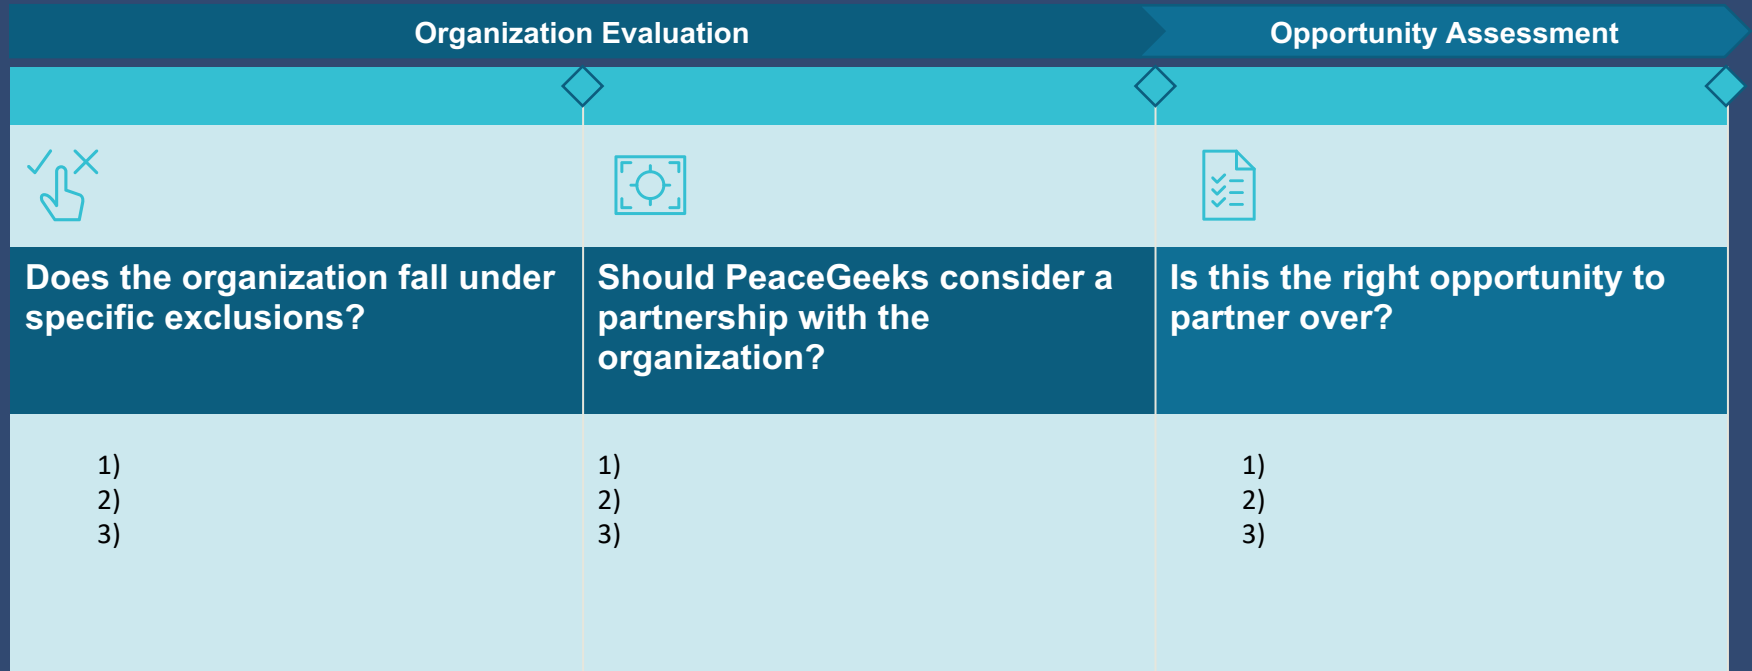 Organization Evaluation
Opportunity Assessment
Does the organization fall under
specific exclusions?
Should PeaceGeeks consider a
partnership with the
organization?
Is this the right opportunity to
partner over?
1)
2)
3)
1)
2)
3)
1)
2)
3)